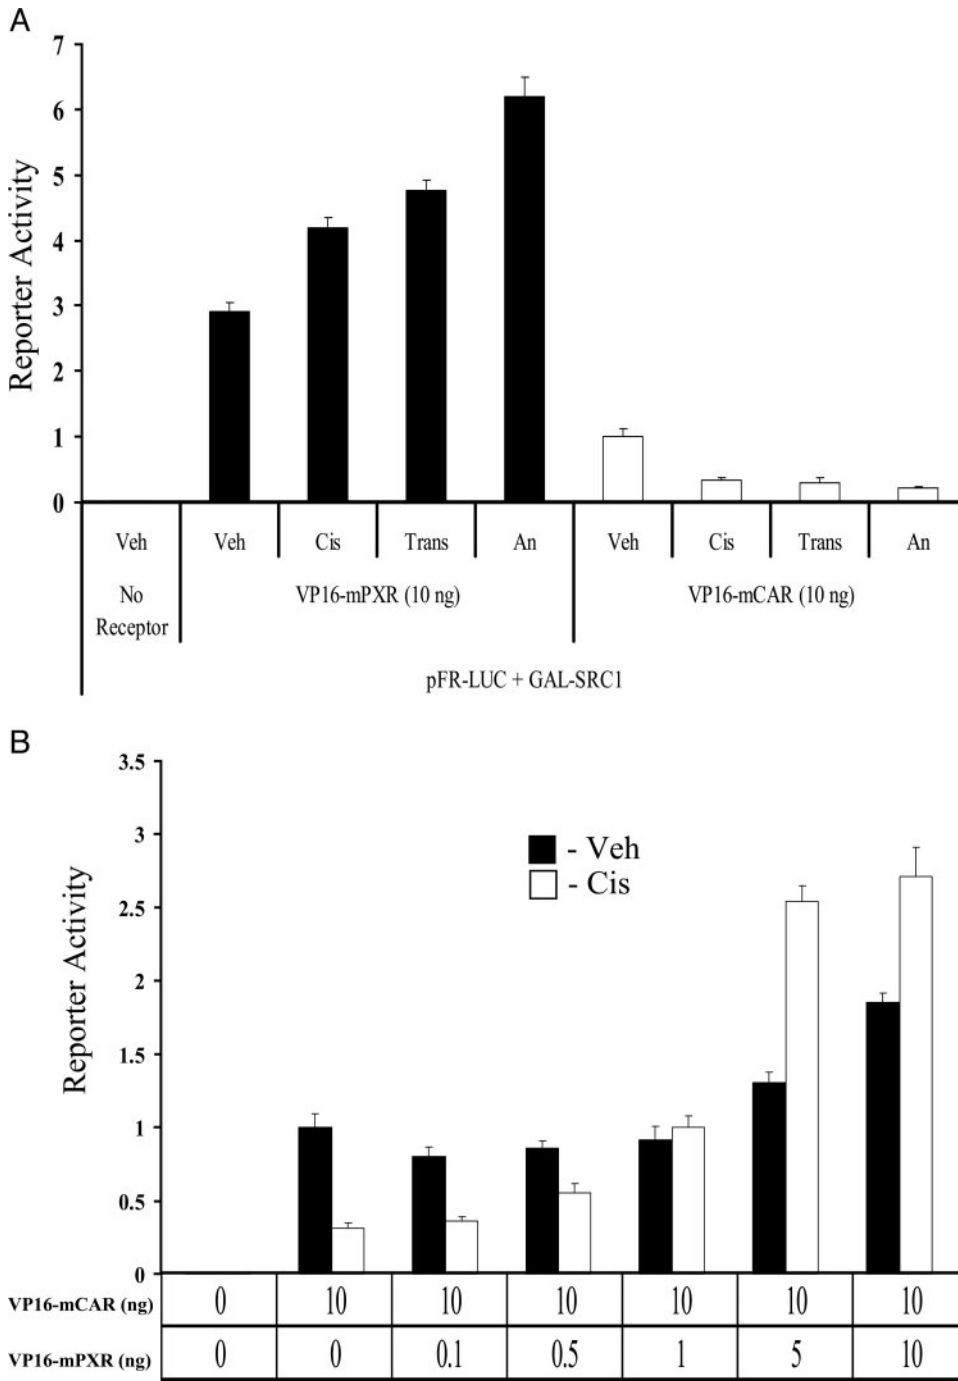 A
7
6
5
4
3
2
1
0
Reporter Activity
Veh Veh Cis Trans An Veh Cis Trans An
No Receptor
VP16-mPXR (10 ng) VP16-mCAR (10 ng)
pFR-LUC + GAL-SRC1
B
3.5
3
2.5
2
1.5
1
0.5
0
Reporter Activity
- Veh
- Cis
VP16-mCAR (ng) 0 10 10 10 10 10 10
VP16-mPXR (ng) 0 0 0.1 0.5 1 5 10